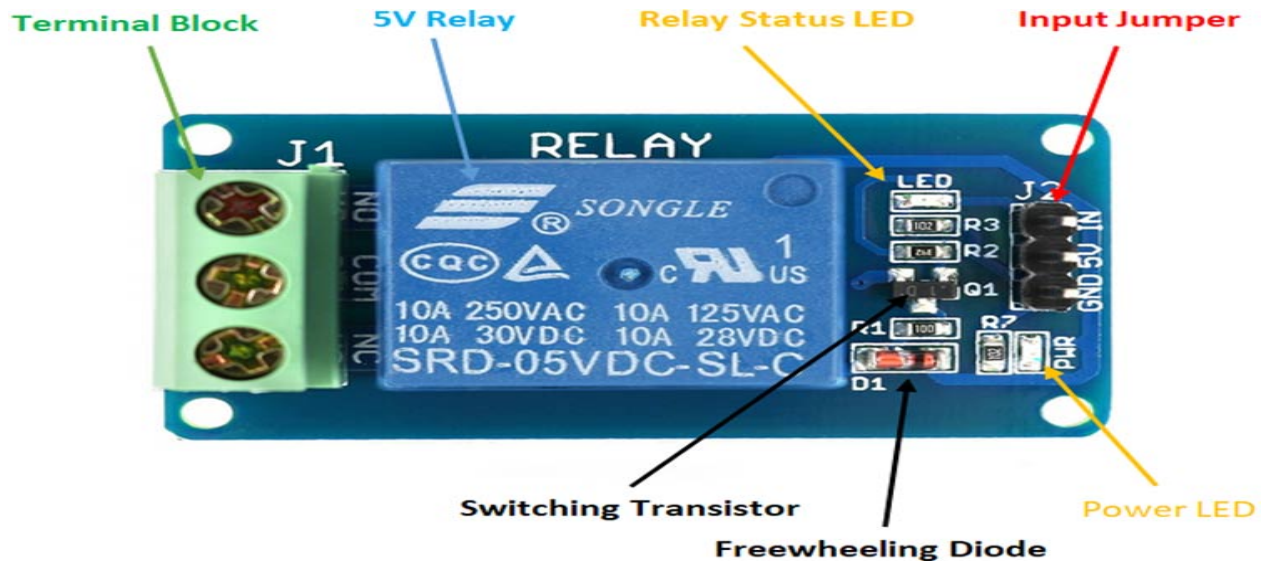 Terminal Block
5V Relay
Relay Status LED
Input Jumper
J1
RELAY
NO
COM
NC
SONGLE
®
CQC
c RU US
1
10A 250VAC 10A 125VAC
10A 30VDC 10A 28VDC
SRD-05VDC-SL-C
LED
102 R3
R2
Q1
R1 100
D1
J2
IN
5V
GND
R7
PWR
Switching Transistor
Power LED
Freewheeling Diode